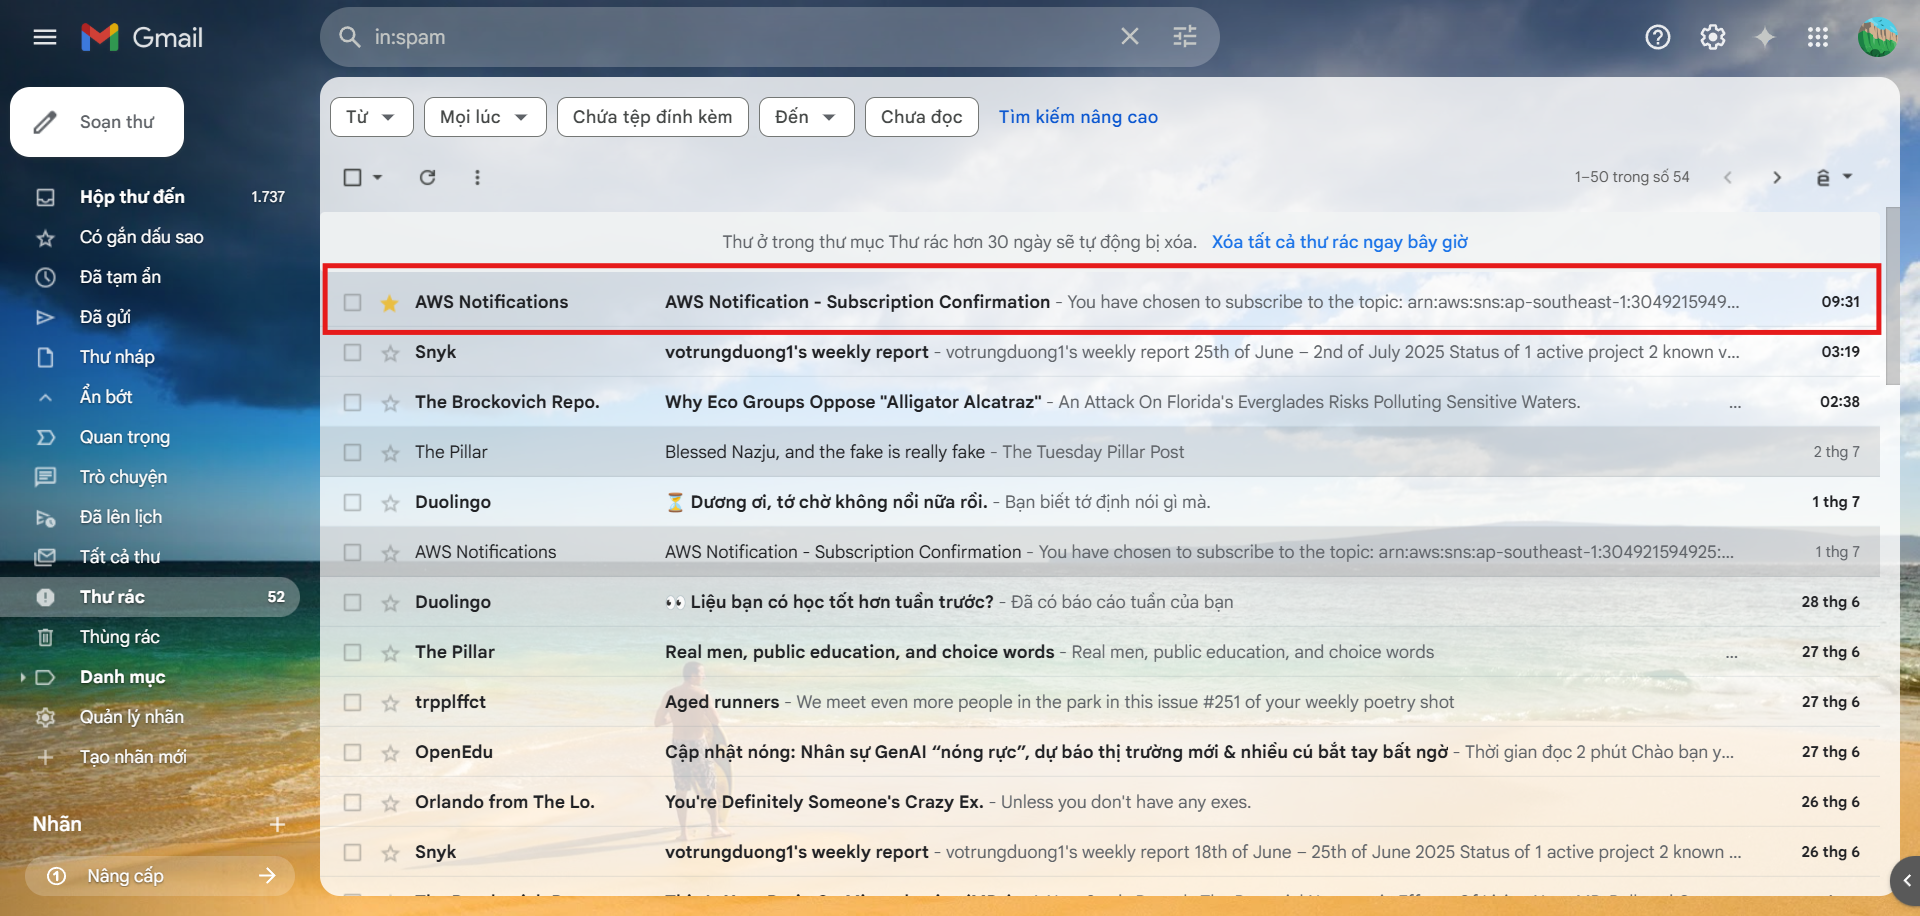 Gmail
in:spam
Soạn thư
Hộp thư đến 1.737
Có gắn dấu sao
Đã tạm ẩn
Đã gửi
Thư nháp
Ẩn bớt
Quan trọng
Trò chuyện
Đã lên lịch
Tất cả thư
Thư rác 52
Thùng rác
Danh mục
Quản lý nhãn
Tạo nhãn mới
Nhãn
Nâng cấp
Từ Mọi lúc Chứa tệp đính kèm Đến Chưa đọc Tìm kiếm nâng cao
1–50 trong số 54 ê
Thư ở trong thư mục Thư rác hơn 30 ngày sẽ tự động bị xóa. Xóa tất cả thư rác ngay bây giờ
AWS Notifications AWS Notification - Subscription Confirmation - You have chosen to subscribe to the topic: arn:aws:sns:ap-southeast-1:3049215949... 09:31
Snyk votrungduong1's weekly report - votrungduong1's weekly report 25th of June – 2nd of July 2025 Status of 1 active project 2 known v... 03:19
The Brockovich Repo. Why Eco Groups Oppose "Alligator Alcatraz" - An Attack On Florida's Everglades Risks Polluting Sensitive Waters. ... 02:38
The Pillar Blessed Nazju, and the fake is really fake - The Tuesday Pillar Post 2 thg 7
Duolingo ⏳ Dương ơi, tớ chờ không nổi nữa rồi. - Bạn biết tớ định nói gì mà. 1 thg 7
AWS Notifications AWS Notification - Subscription Confirmation - You have chosen to subscribe to the topic: arn:aws:sns:ap-southeast-1:304921594925:... 1 thg 7
Duolingo 👀 Liệu bạn có học tốt hơn tuần trước? - Đã có báo cáo tuần của bạn 28 thg 6
The Pillar Real men, public education, and choice words - Real men, public education, and choice words ... 27 thg 6
trpplffct Aged runners - We meet even more people in the park in this issue #251 of your weekly poetry shot 27 thg 6
OpenEdu Cập nhật nóng: Nhân sự GenAI “nóng rực”, dự báo thị trường mới & nhiều cú bắt tay bất ngờ - Thời gian đọc 2 phút Chào bạn y... 27 thg 6
Orlando from The Lo. You're Definitely Someone's Crazy Ex. - Unless you don't have any exes. 26 thg 6
Snyk votrungduong1's weekly report - votrungduong1's weekly report 18th of June – 25th of June 2025 Status of 1 active project 2 known ... 26 thg 6